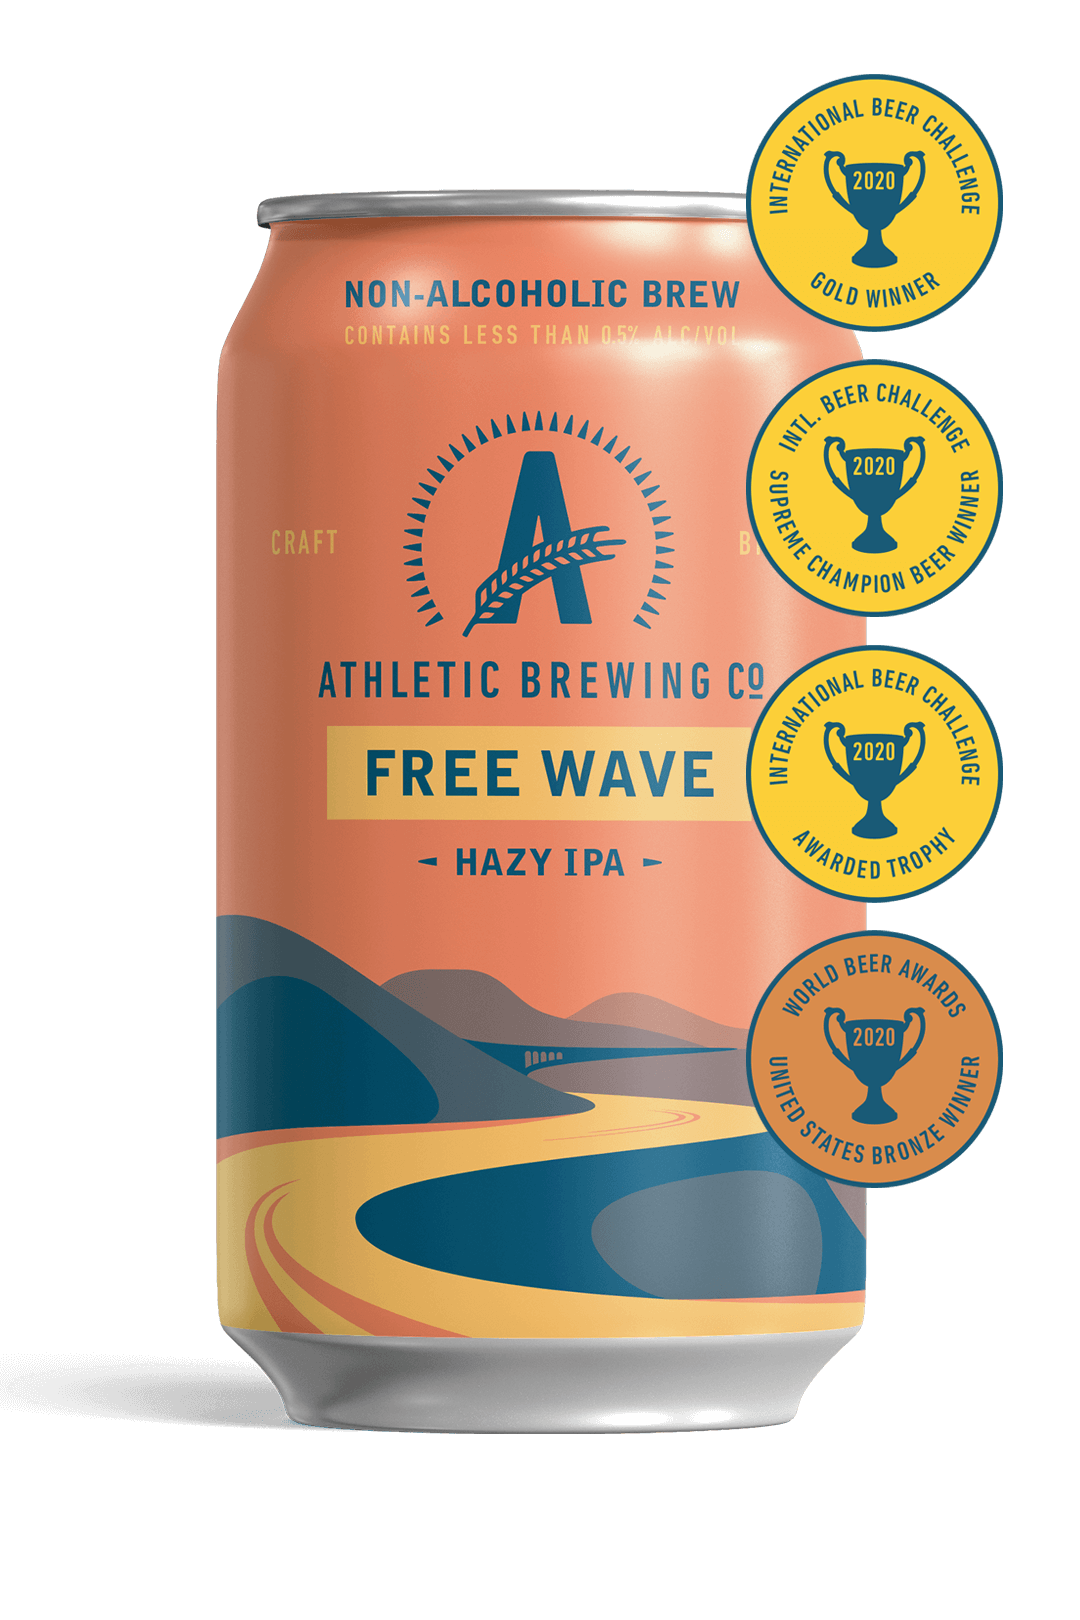 NON-ALCOHOLIC BREW
CONTAINS LESS THAN 0.5% ALC/VOL
CRAFT
A
ATHLETIC BREWING Cº
FREE WAVE
- HAZY IPA -
INTERNATIONAL BEER CHALLENGE
2020
GOLD WINNER
INTL. BEER CHALLENGE
2020
SUPREME CHAMPION BEER WINNER
INTERNATIONAL BEER CHALLENGE
2020
AWARDED TROPHY
WORLD BEER AWARDS
2020
UNITED STATES BRONZE WINNER